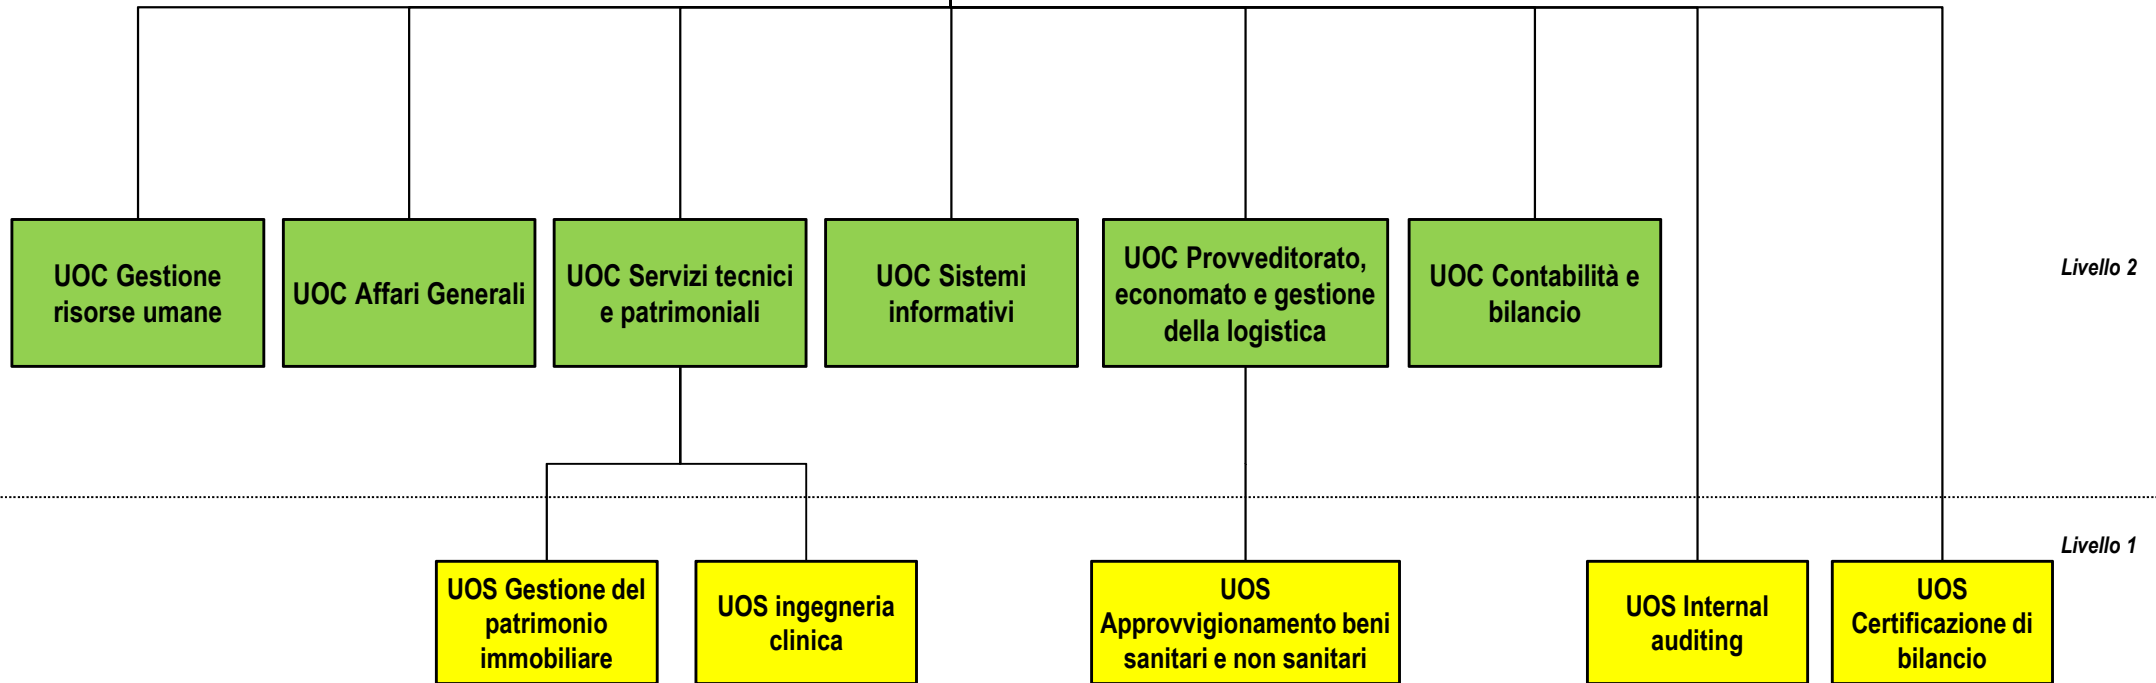 UOC Gestione
risorse umane
UOC Affari Generali
UOC Servizi tecnici
e patrimoniali
UOC Sistemi
informativi
UOC Provveditorato,
economato e gestione
della logistica
UOC Contabilità e
bilancio
Livello 2
Livello 1
UOS Gestione del
patrimonio
immobiliare
UOS ingegneria
clinica
UOS
Approvvigionamento beni
sanitari e non sanitari
UOS Internal
auditing
UOS
Certificazione di
bilancio